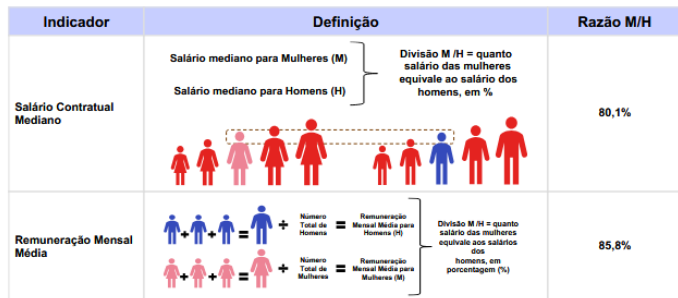 Indicador
Definição
Razão M/H
Salário Contratual
Mediano
Salário mediano para Mulheres (M)
Salário mediano para Homens (H)
Divisão M /H = quanto
salário das mulheres
equivale ao salário dos
homens, em %
80,1%
Remuneração Mensal
Média
+ + = ÷
Número
Total de
Homens
=
Remuneração
Mensal Média para
Homens (H)
+ + = ÷
Número
Total de
Mulheres
=
Remuneração
Mensal Média para
Mulheres (M)
Divisão M / H = quanto
salário das mulheres
equivale aos salários
dos
homens, em
porcentagem (%)
85,8%